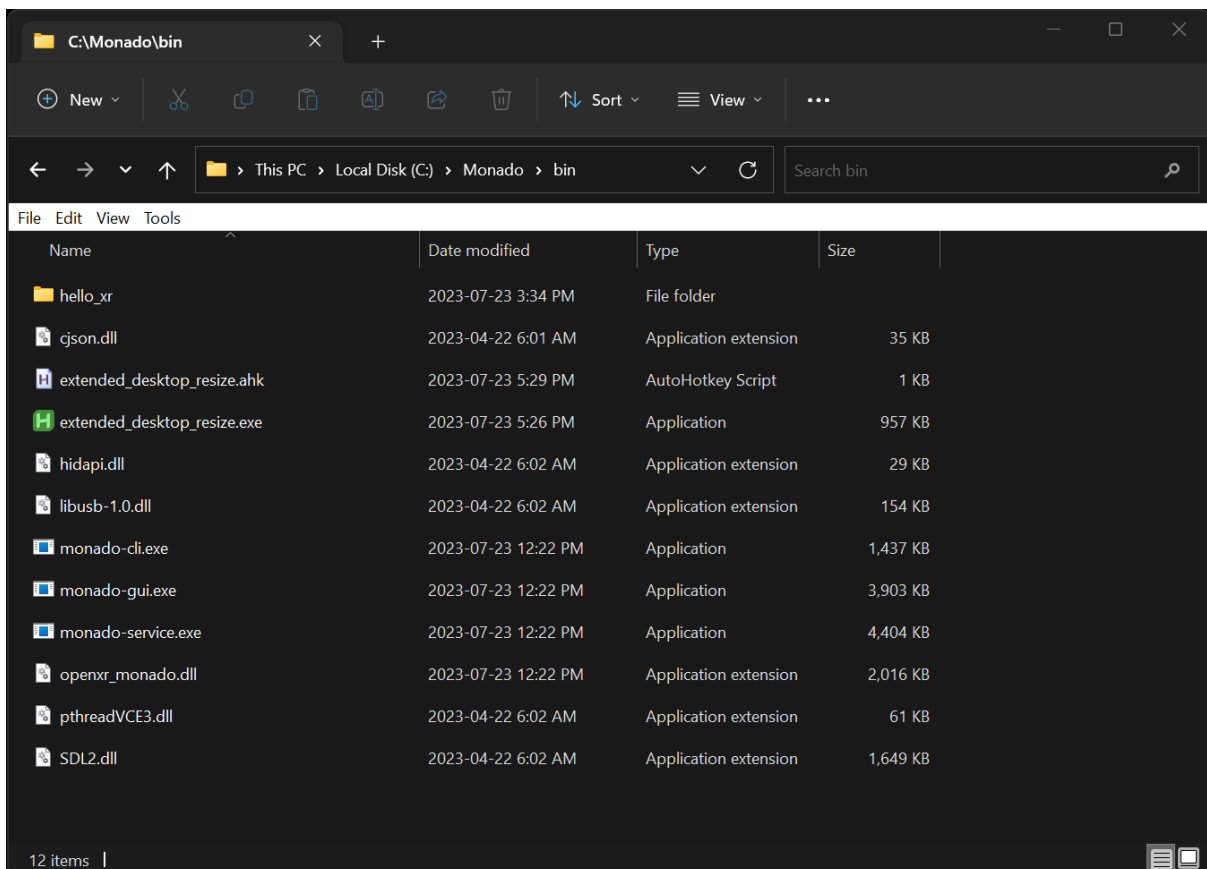 C:\Monado\bin
New Sort View
This PC Local Disk (C:) Monado bin Search bin
File Edit View Tools
Name Date modified Type Size
hello_xr 2023-07-23 3:34 PM File folder
cjson.dll 2023-04-22 6:01 AM Application extension 35 KB
extended_desktop_resize.ahk 2023-07-23 5:29 PM AutoHotkey Script 1 KB
extended_desktop_resize.exe 2023-07-23 5:26 PM Application 957 KB
hidapi.dll 2023-04-22 6:02 AM Application extension 29 KB
libusb-1.0.dll 2023-04-22 6:02 AM Application extension 154 KB
monado-cli.exe 2023-07-23 12:22 PM Application 1,437 KB
monado-gui.exe 2023-07-23 12:22 PM Application 3,903 KB
monado-service.exe 2023-07-23 12:22 PM Application 4,404 KB
openxr_monado.dll 2023-07-23 12:22 PM Application extension 2,016 KB
pthreadVCE3.dll 2023-04-22 6:02 AM Application extension 61 KB
SDL2.dll 2023-04-22 6:02 AM Application extension 1,649 KB
12 items